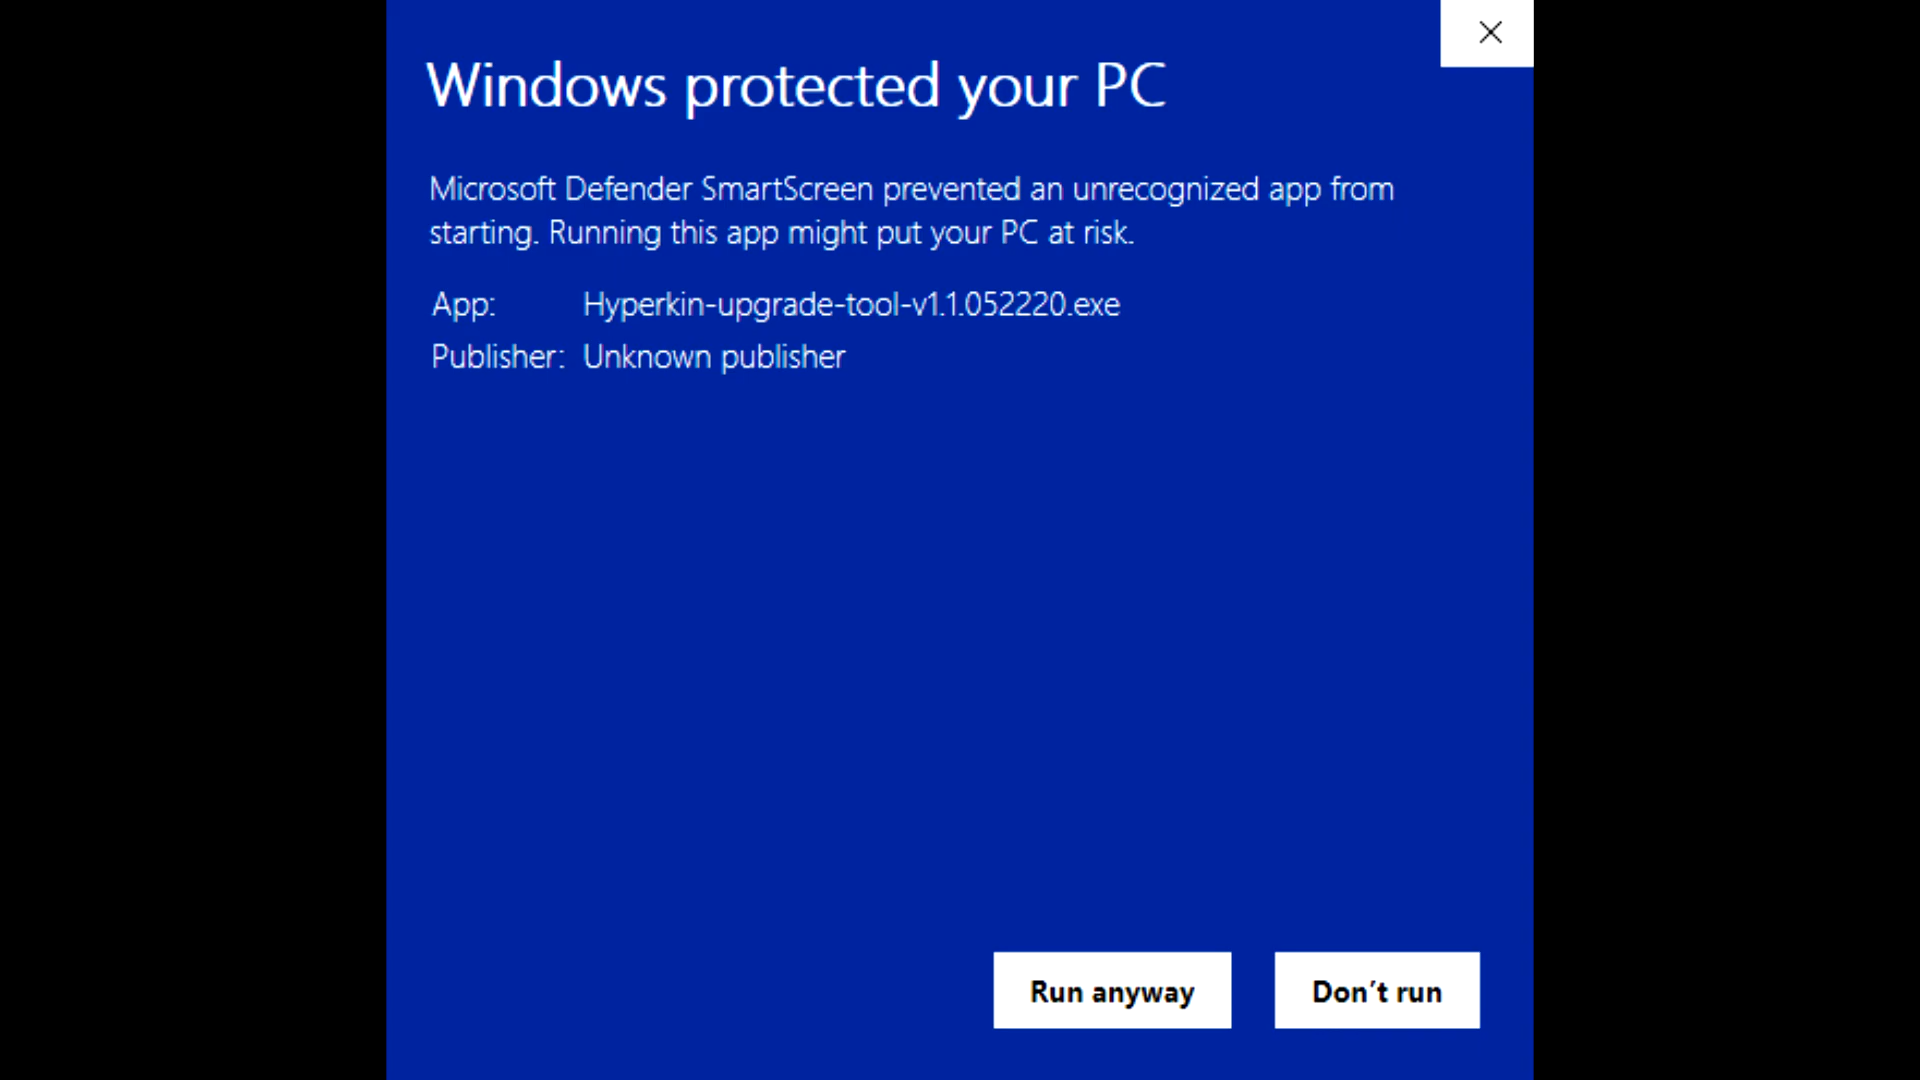 Windows protected your PC
Microsoft Defender SmartScreen prevented an unrecognized app from
starting. Running this app might put your PC at risk.
App: Hyperkin-upgrade-tool-v1.1.052220.exe
Publisher: Unknown publisher
Run anyway Don’t run